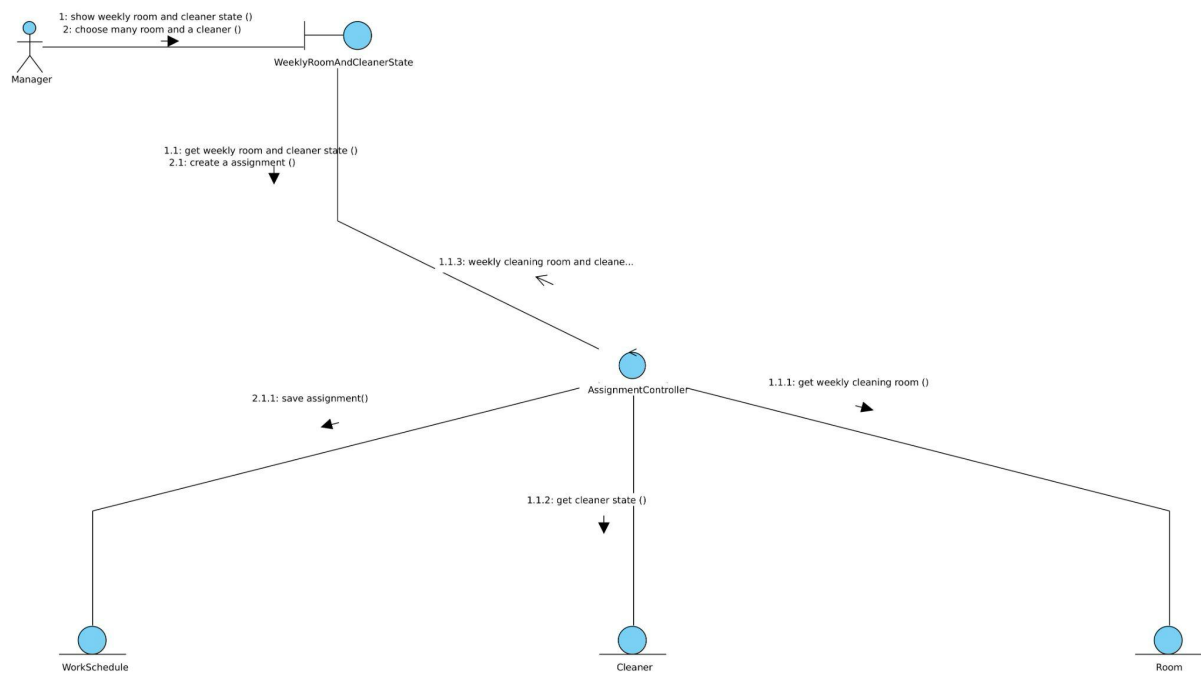 1: show weekly room and cleaner state ()
2: choose many room and a cleaner ()
Manager
WeeklyRoomAndCleanerState
1.1: get weekly room and cleaner state ()
2.1: create a assignment ()
1.1.3: weekly cleaning room and cleane...
AssignmentController
1.1.1: get weekly cleaning room ()
2.1.1: save assignment()
1.1.2: get cleaner state ()
WorkSchedule
Cleaner
Room